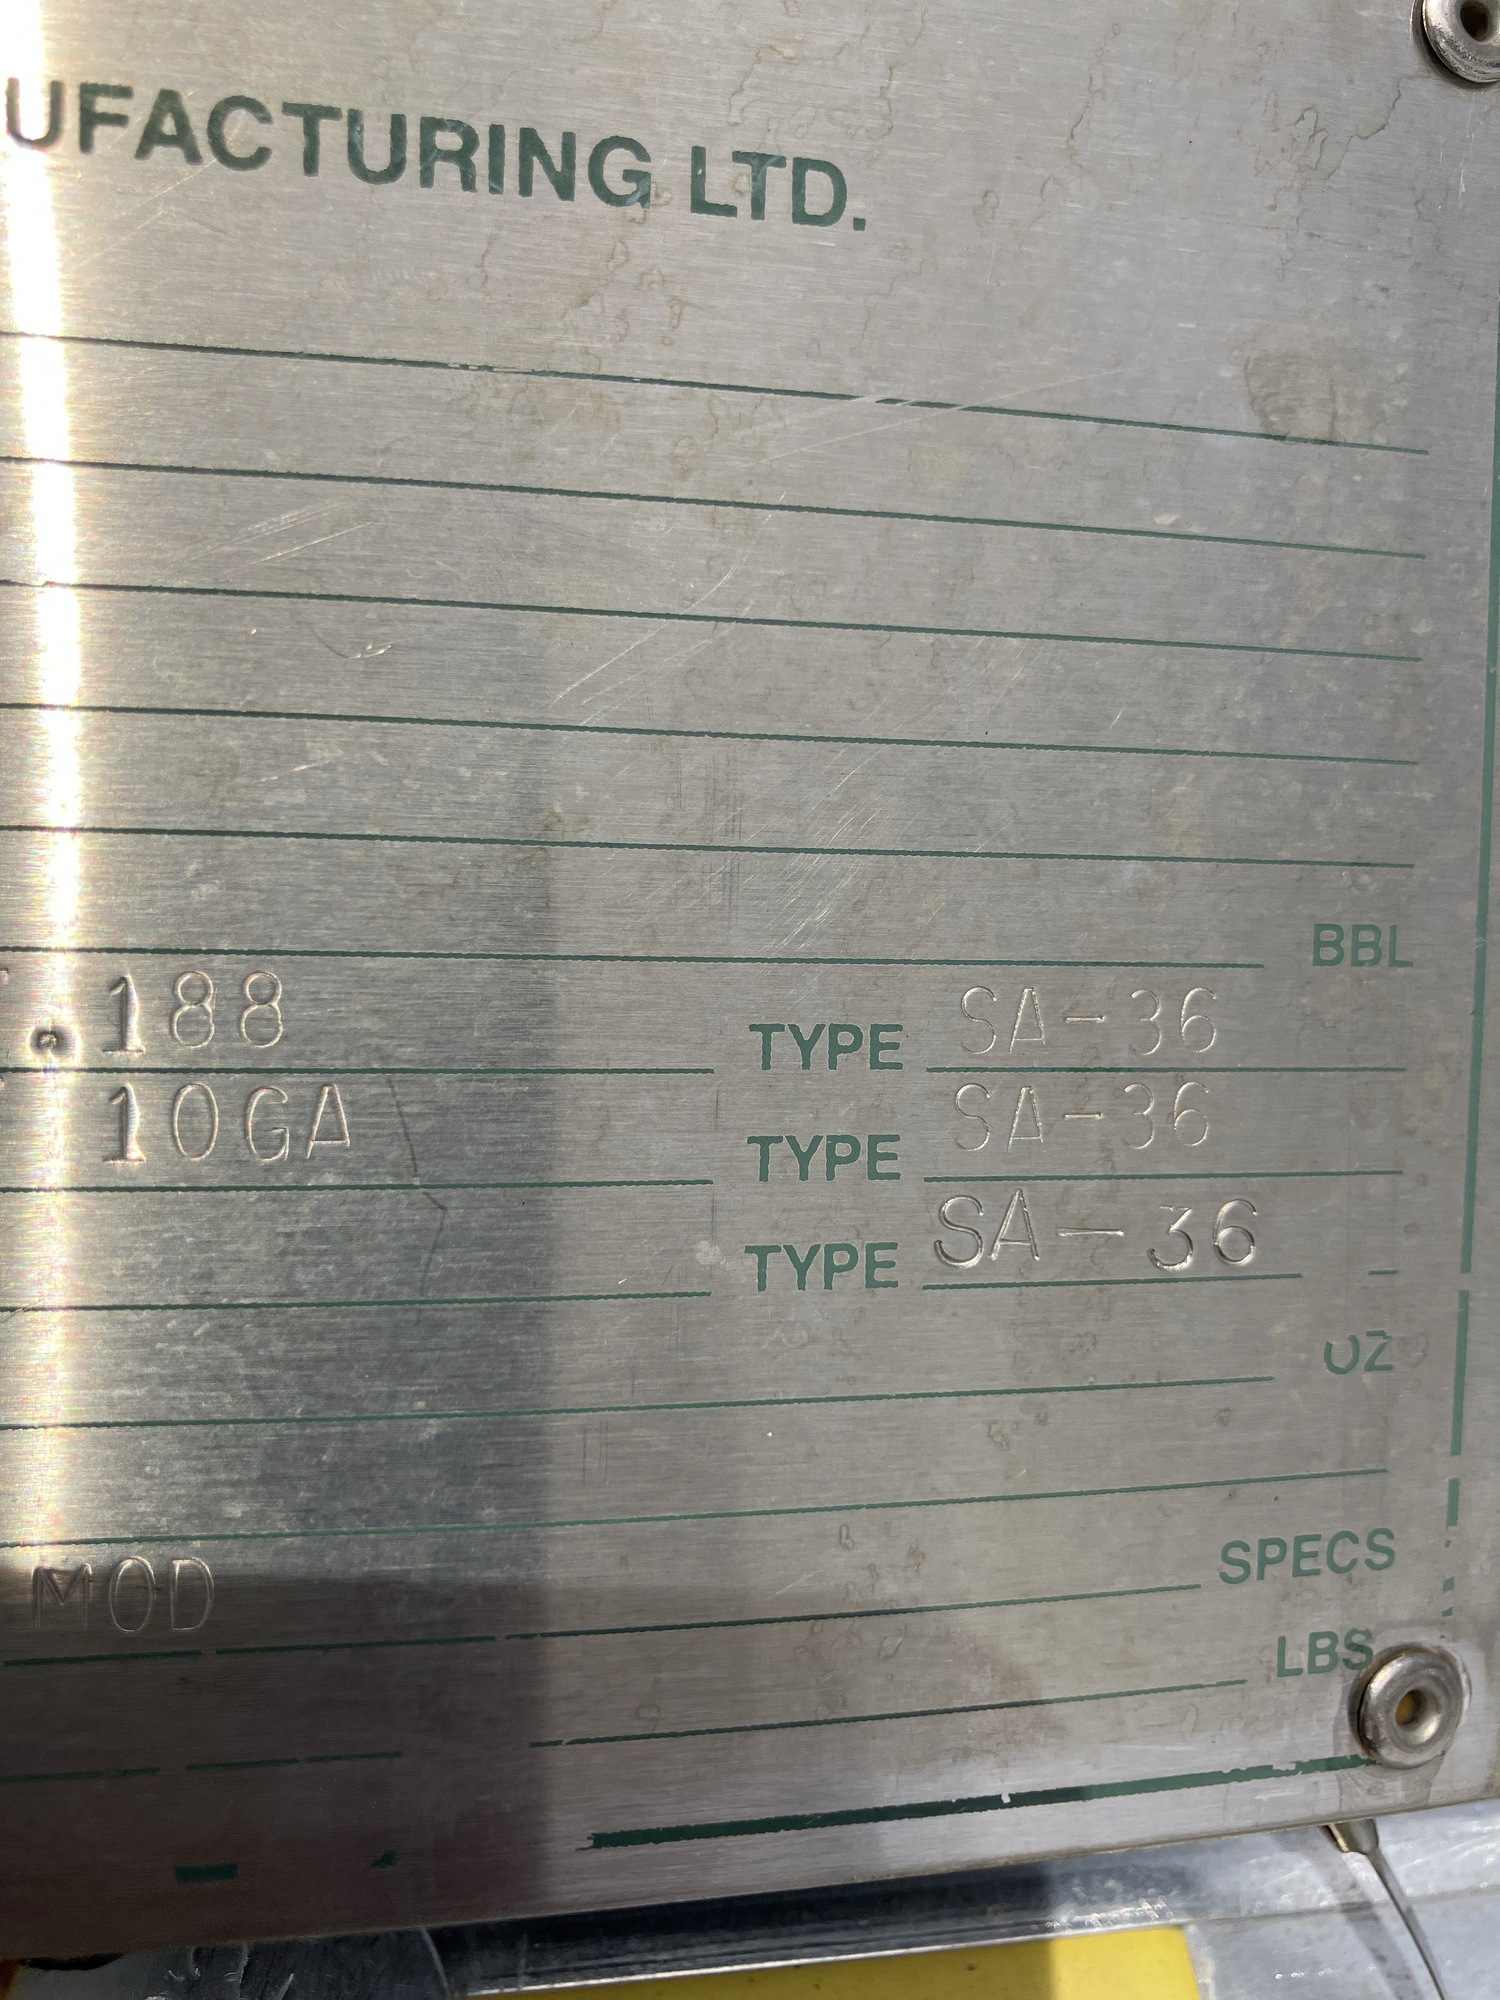 UFACTURING LTD.
BBL
.188 TYPE SA-36
10GA TYPE SA-36
TYPE SA-36
OZ
MOD SPECS
LBS